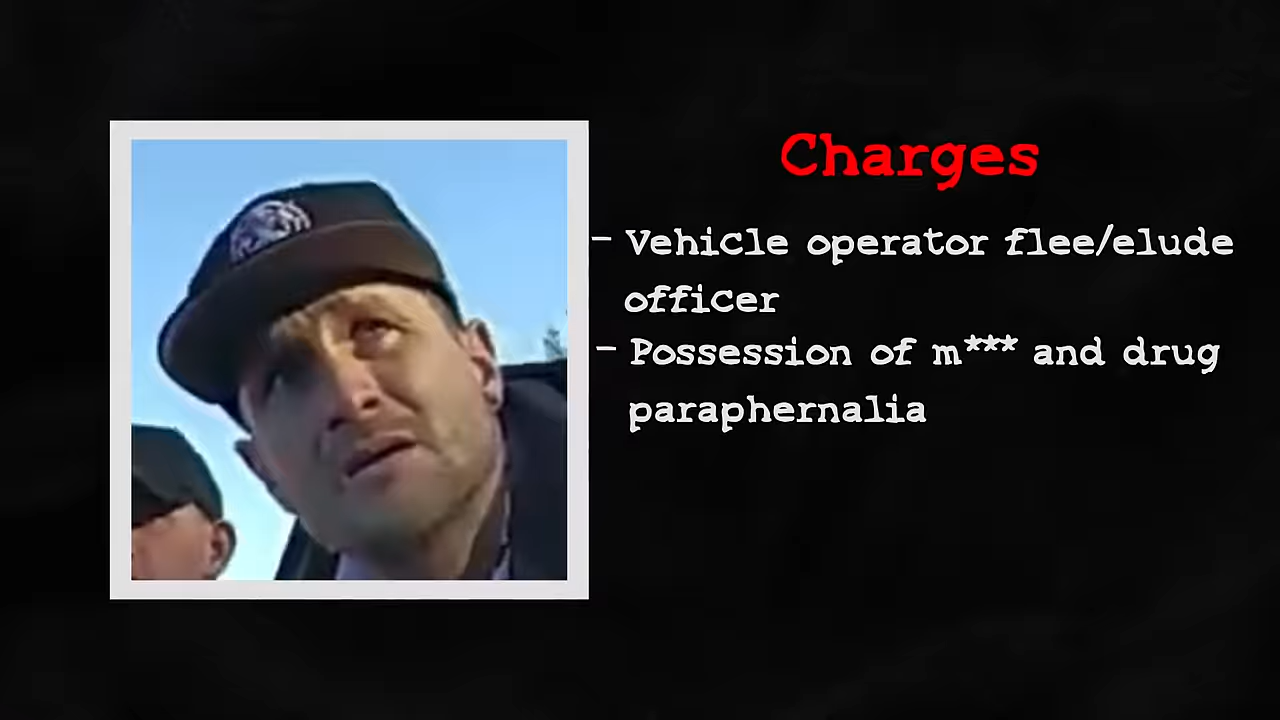 Charges
- Vehicle operator flee/elude
officer
- Possession of m*** and drug
paraphernalia